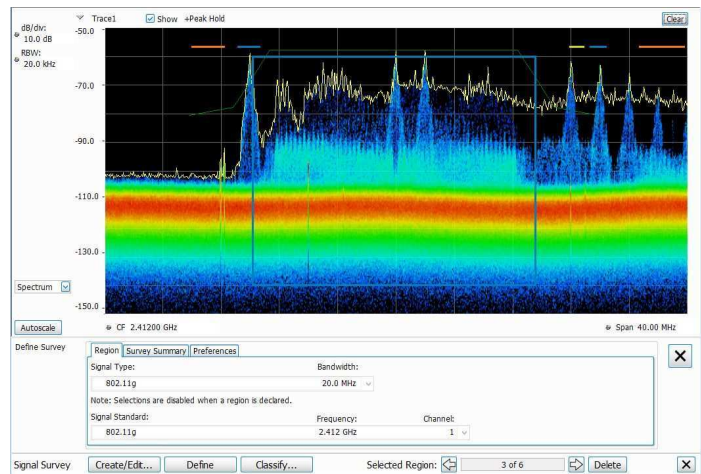 Trace1 Show +Peak Hold Clear
dB/div:
10.0 dB
RBW:
20.0 kHz
-50.0
-70.0
-90.0
-110.0
-130.0
-150.0
Spectrum
Autoscale CF 2.41200 GHz Span 40.00 MHz
Define Survey
Region Survey Summary Preferences
Signal Type: Bandwidth:
802.11g 20.0 MHz
Note: Selections are disabled when a region is declared.
Signal Standard: Frequency: Channel:
802.11g 2.412 GHz 1
Signal Survey Create/Edit... Define Classify... Selected Region: 3 of 6 Delete